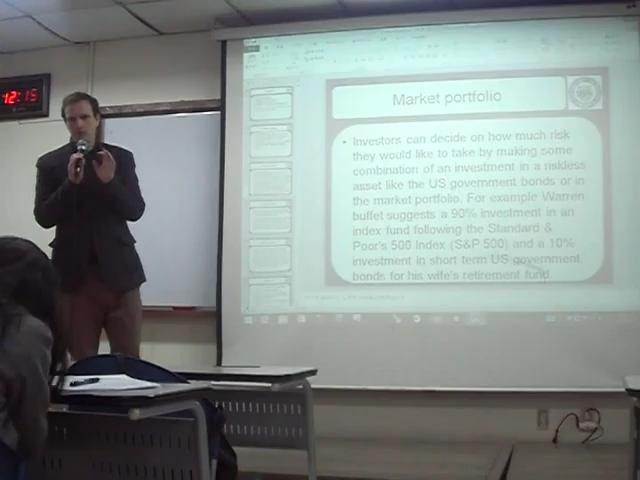 12:15
Market portfolio
• Investors can decide on how much risk
they would like to take by making some
combination of an investment in a riskless
asset like the US government bonds or in
the market portfolio. For example Warren
buffet suggests a 90% investment in an
index fund following the Standard &
Poor's 500 Index (S&P 500) and a 10%
investment in short term US government
bonds for his wife's retirement fund.